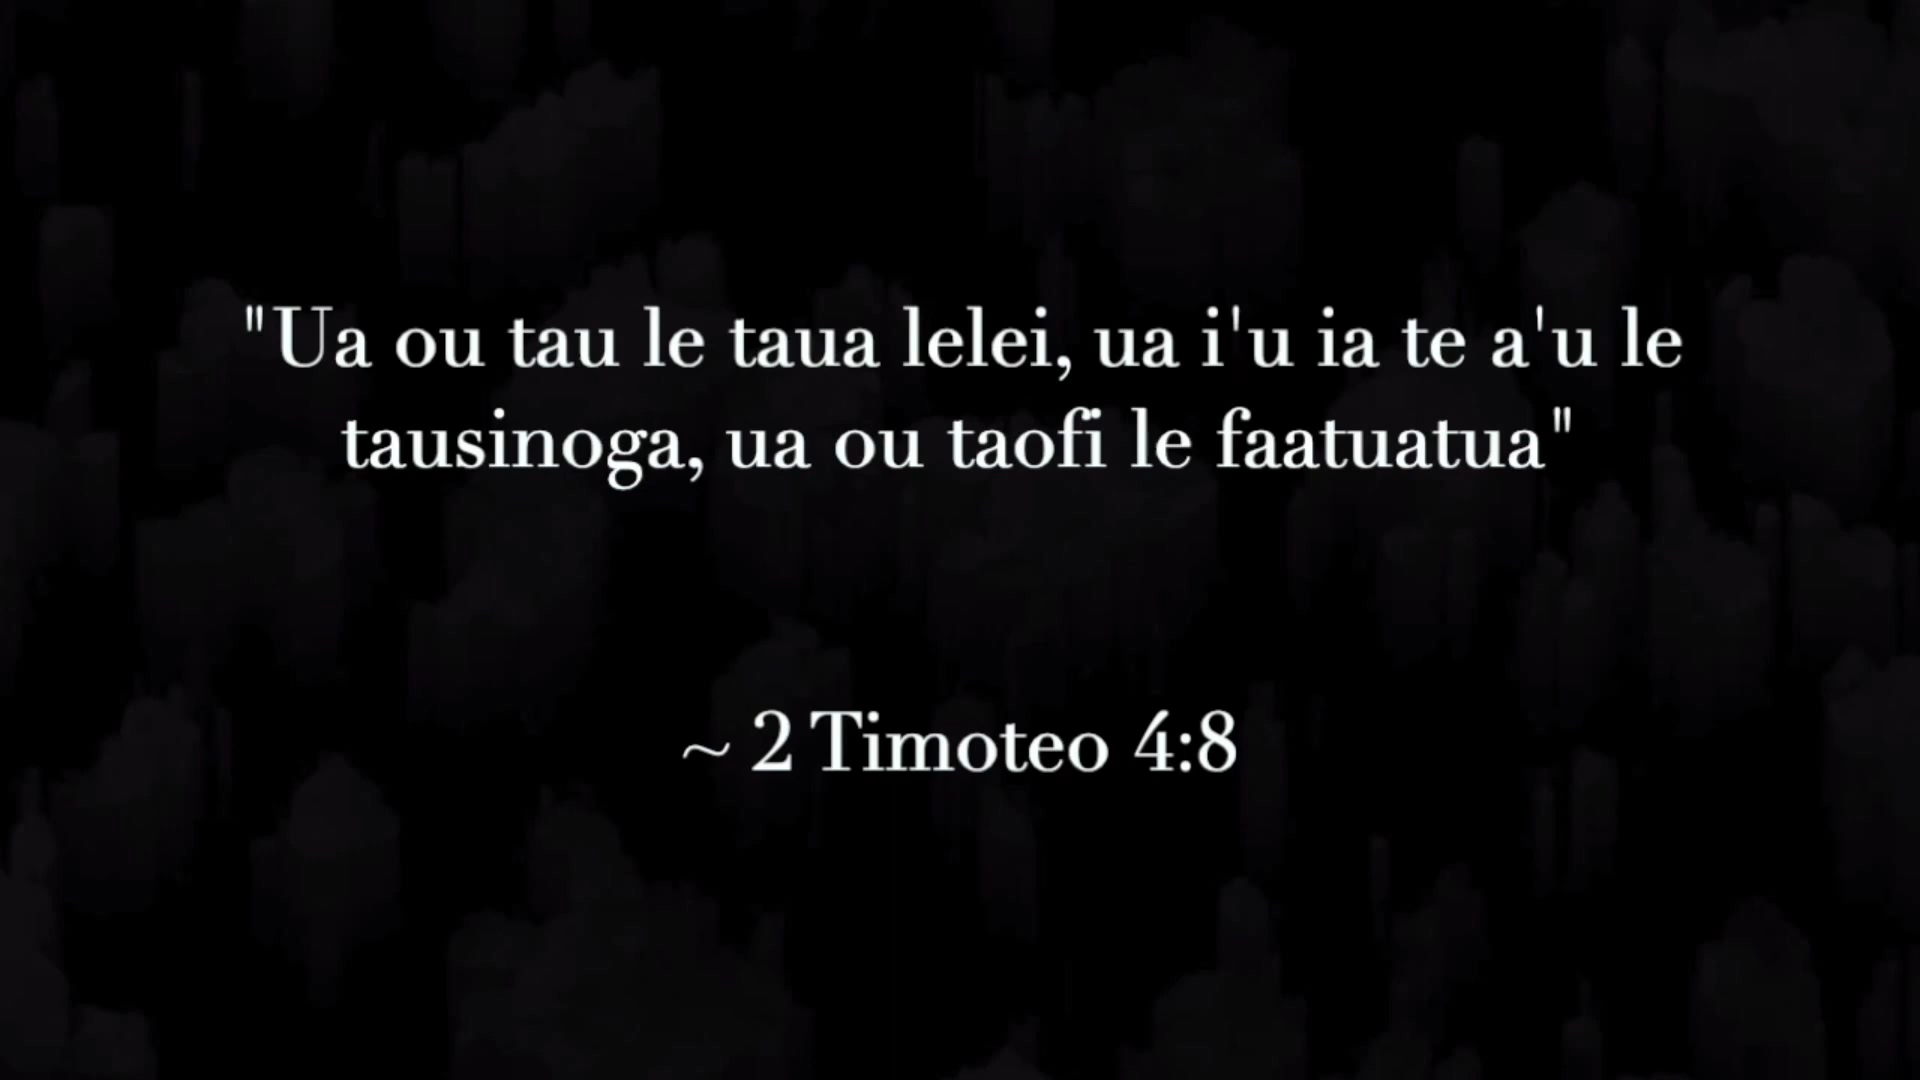 "Ua ou tau le taua lelei, ua i'u ia te a'u le
tausinoga, ua ou taofi le faatuatua"
~ 2 Timoteo 4:8